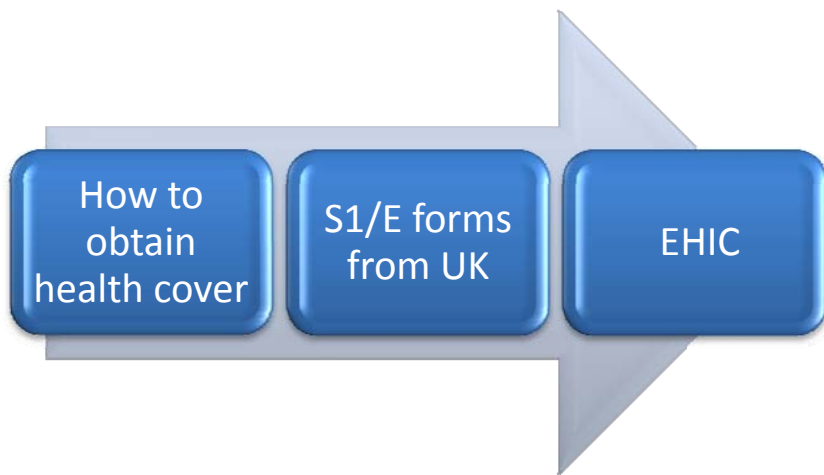 How to
obtain
health cover
S1/E forms
from UK
EHIC